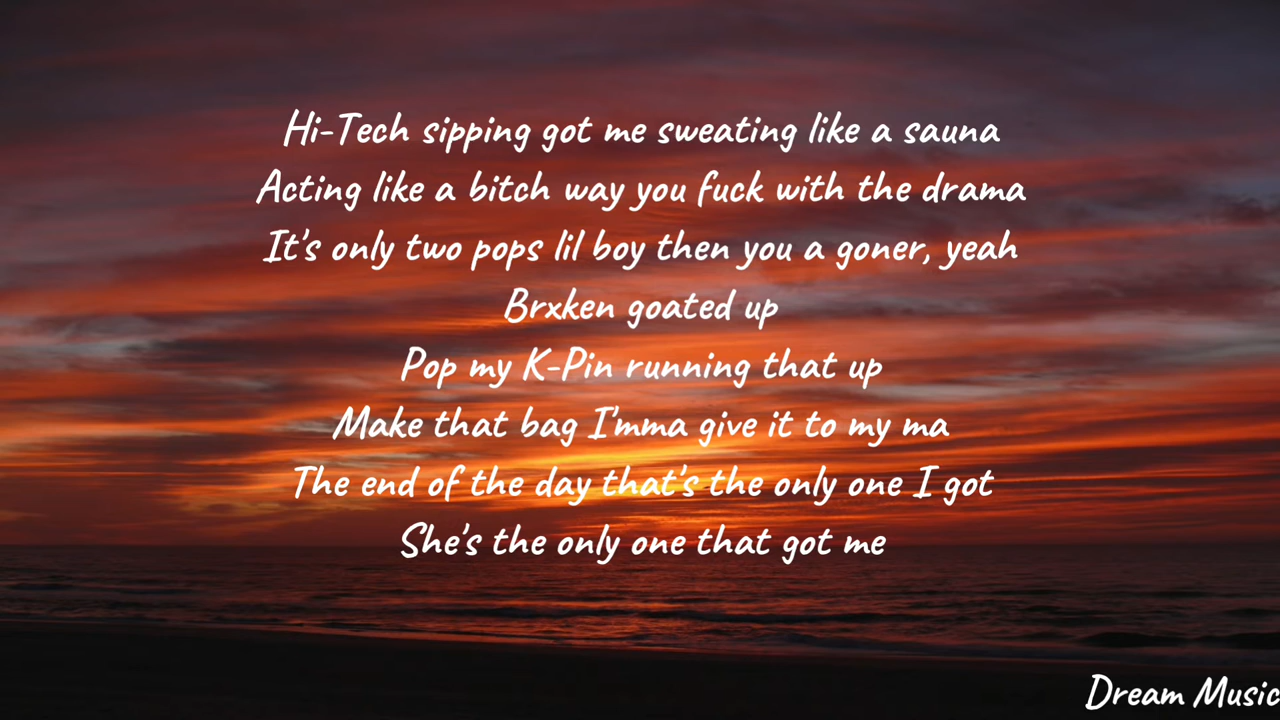 Hi-Tech sipping got me sweating like a sauna
Acting like a bitch way you fuck with the drama
It's only two pops lil boy then you a goner, yeah
Brxken goated up
Pop my K-Pin running that up
Make that bag I'mma give it to my ma
The end of the day that's the only one I got
She's the only one that got me
Dream Music